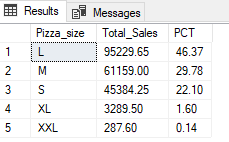 Results Messages
Pizza_size Total_Sales PCT
1 L 95229.65 46.37
2 M 61159.00 29.78
3 S 45384.25 22.10
4 XL 3289.50 1.60
5 XXL 287.60 0.14